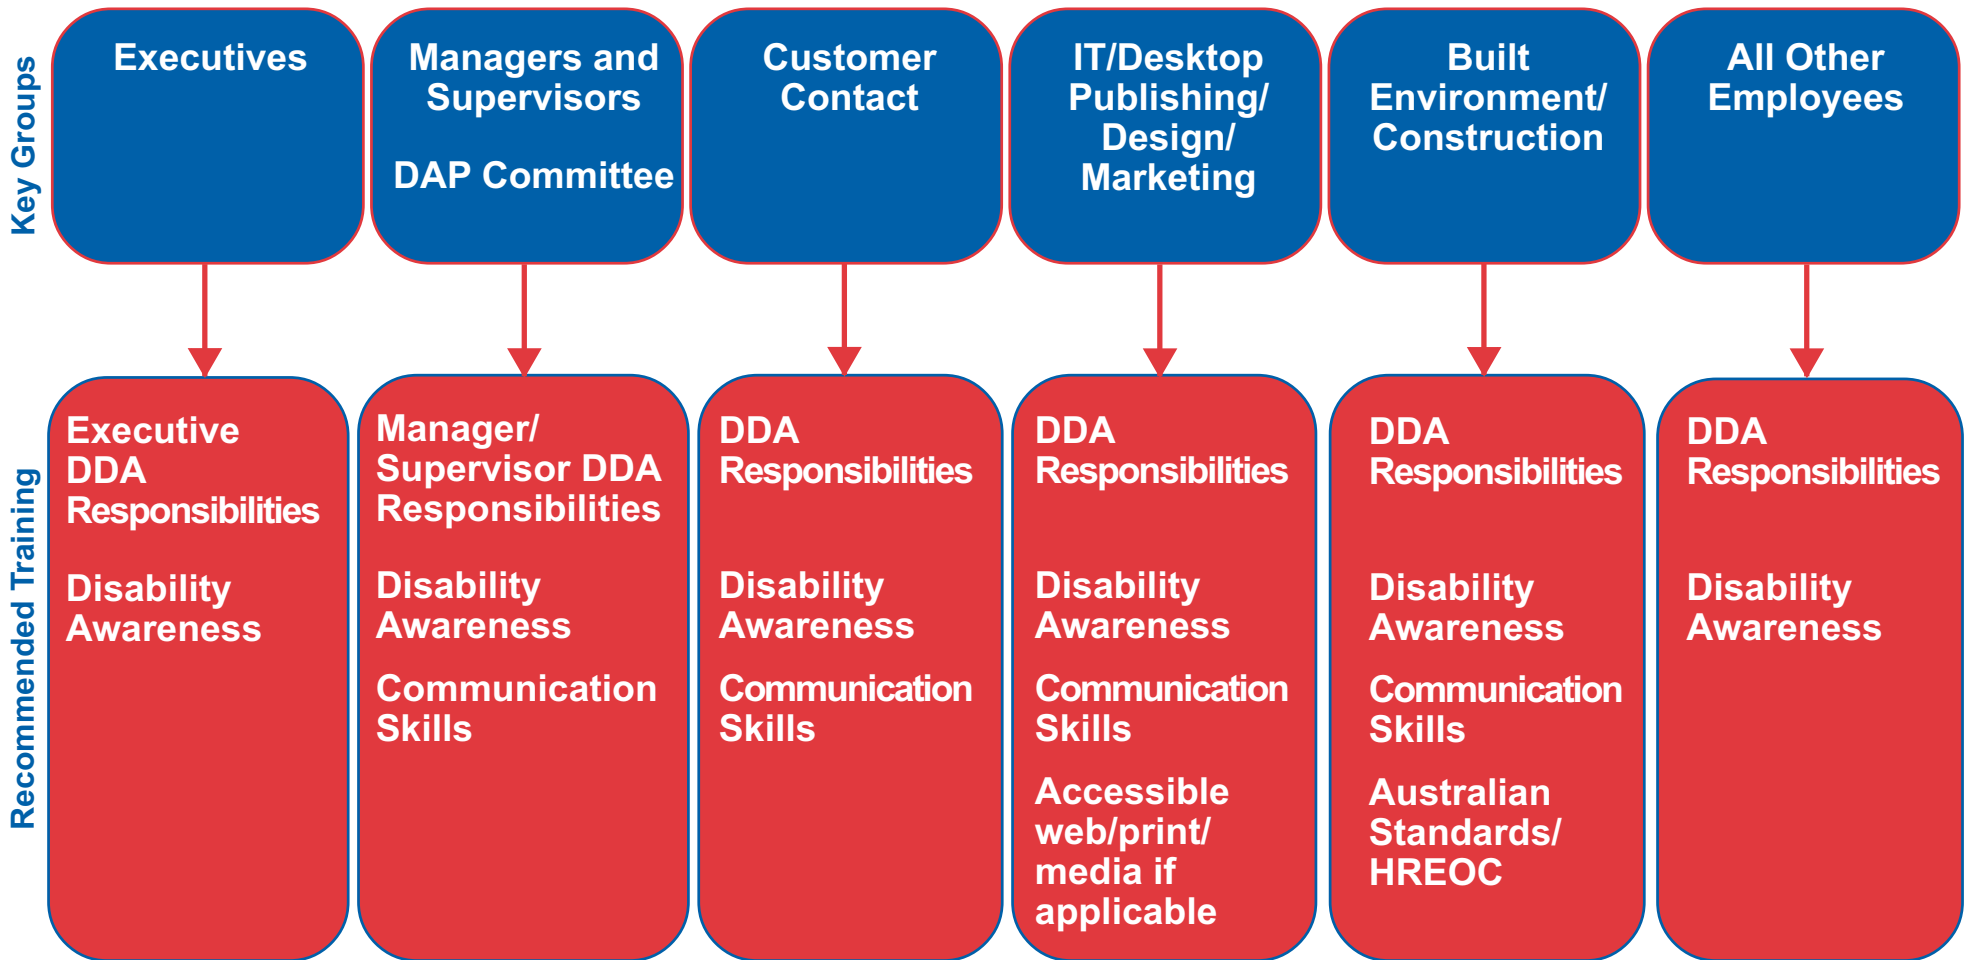 Key Groups
Executives
Managers and
Supervisors
DAP Committee
Customer
Contact
IT/Desktop
Publishing/
Design/
Marketing
Built
Environment/
Construction
All Other
Employees
Recommended Training
Executive
DDA
Responsibilities
Disability
Awareness
Manager/
Supervisor DDA
Responsibilities
Disability
Awareness
Communication
Skills
DDA
Responsibilities
Disability
Awareness
Communication
Skills
DDA
Responsibilities
Disability
Awareness
Communication
Skills
Accessible
web/print/
media if
applicable
DDA
Responsibilities
Disability
Awareness
Communication
Skills
Australian
Standards/
HREOC
DDA
Responsibilities
Disability
Awareness